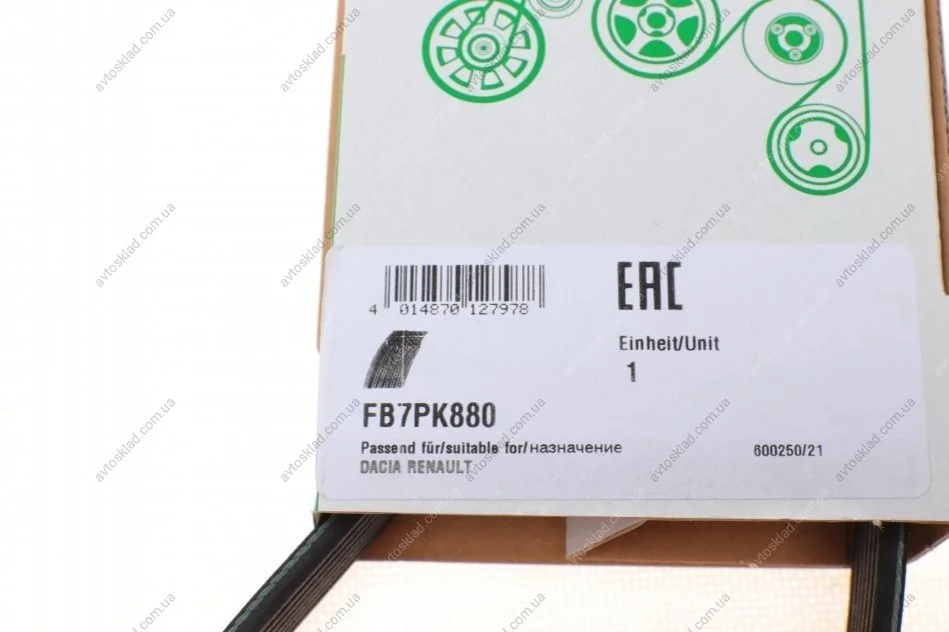 4 014870 127978
EAC
Einheit/Unit
1
FB7PK880
Passend für/suitable for/назначение
600250/21
DACIA RENAULT
avtosklad.com.ua